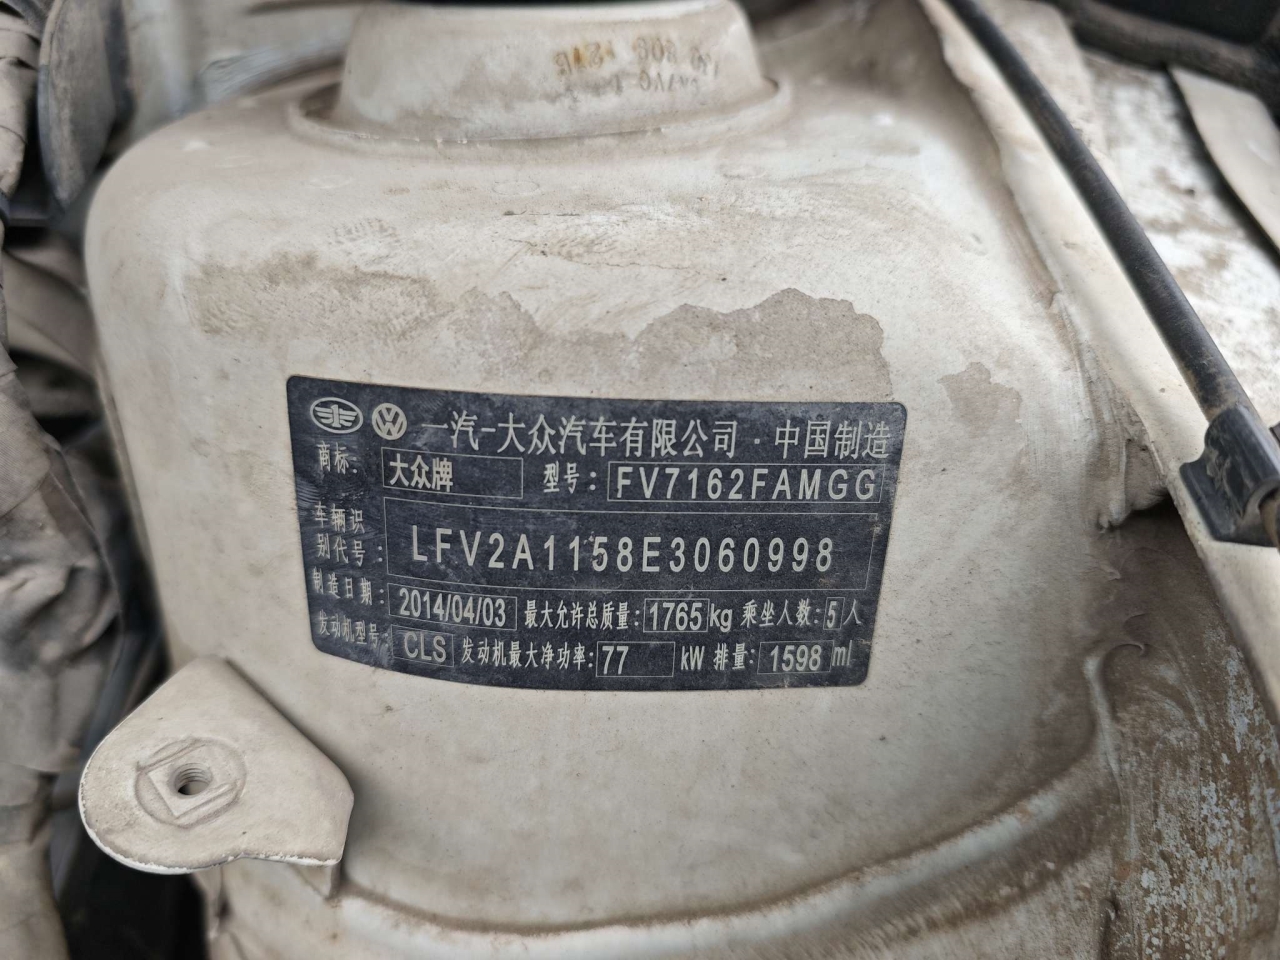 一汽-大众汽车有限公司·中国制造
商标: 大众牌 型号: FV7162FAMGG
车辆识别代号: LFV2A1158E3060998
制造日期: 2014/04/03 最大允许总质量: 1765 kg 乘坐人数: 5 人
发动机型号: CLS 发动机最大净功率: 77 kW 排量: 1598 ml